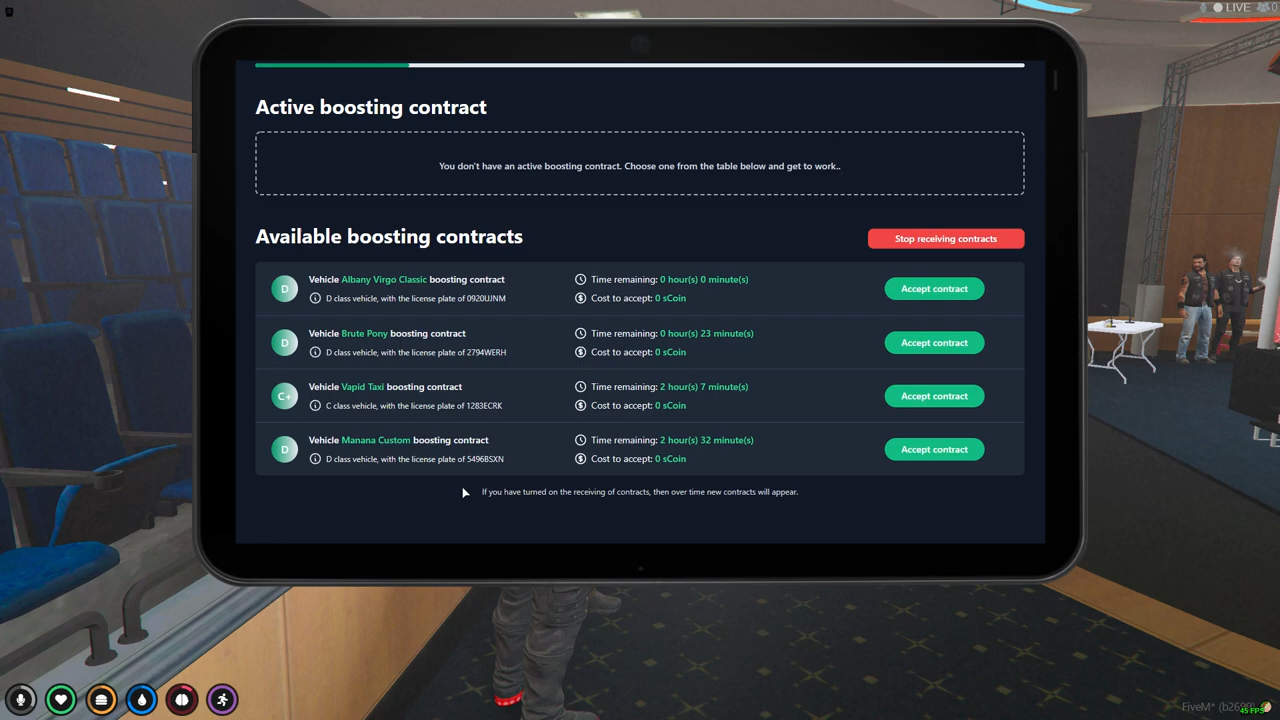 LIVE
0
Active boosting contract
You don't have an active boosting contract. Choose one from the table below and get to work..
Available boosting contracts
Stop receiving contracts
D
Vehicle Albany Virgo Classic boosting contract
D class vehicle, with the license plate of 0920UJNM
Time remaining: 0 hour(s) 0 minute(s)
Cost to accept: 0 sCoin
Accept contract
D
Vehicle Brute Pony boosting contract
D class vehicle, with the license plate of 2794WERH
Time remaining: 0 hour(s) 23 minute(s)
Cost to accept: 0 sCoin
Accept contract
C+
Vehicle Vapid Taxi boosting contract
C class vehicle, with the license plate of 1283ECRK
Time remaining: 2 hour(s) 7 minute(s)
Cost to accept: 0 sCoin
Accept contract
D
Vehicle Manana Custom boosting contract
D class vehicle, with the license plate of 5496BSXN
Time remaining: 2 hour(s) 32 minute(s)
Cost to accept: 0 sCoin
Accept contract
If you have turned on the receiving of contracts, then over time new contracts will appear.
FiveM*
45 FPS